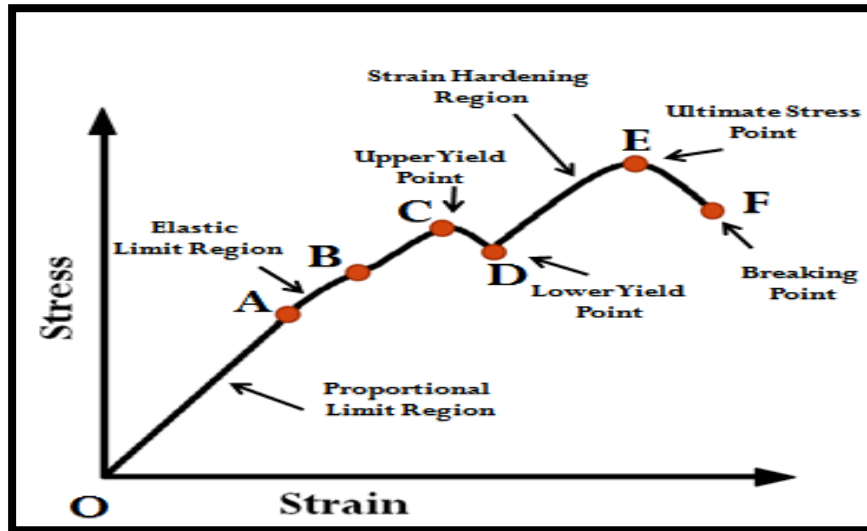 Strain Hardening
Region
Ultimate Stress
Point
E
Upper Yield
Point
C
F
Elastic
Limit Region
B
D
Breaking
Point
Lower Yield
Point
A
Stress
Proportional
Limit Region
O
Strain